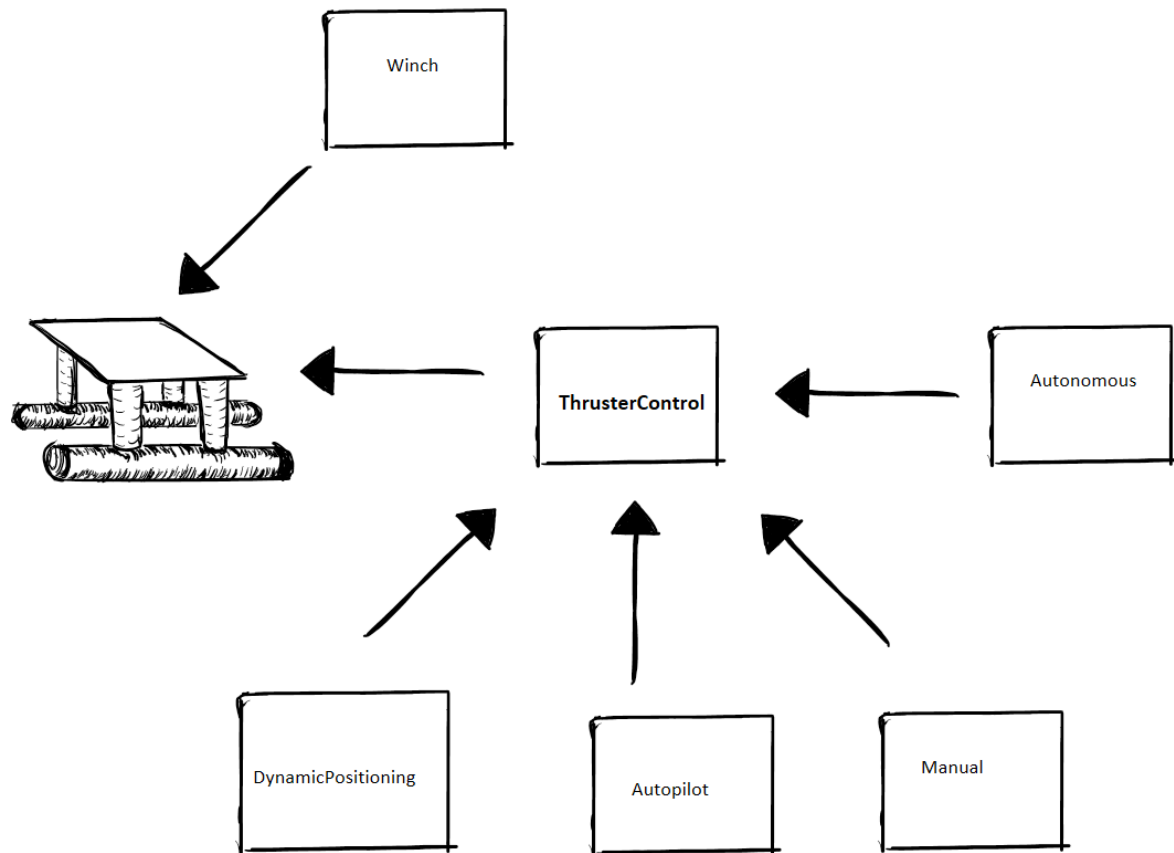 Winch
ThrusterControl
Autonomous
DynamicPositioning
Autopilot
Manual